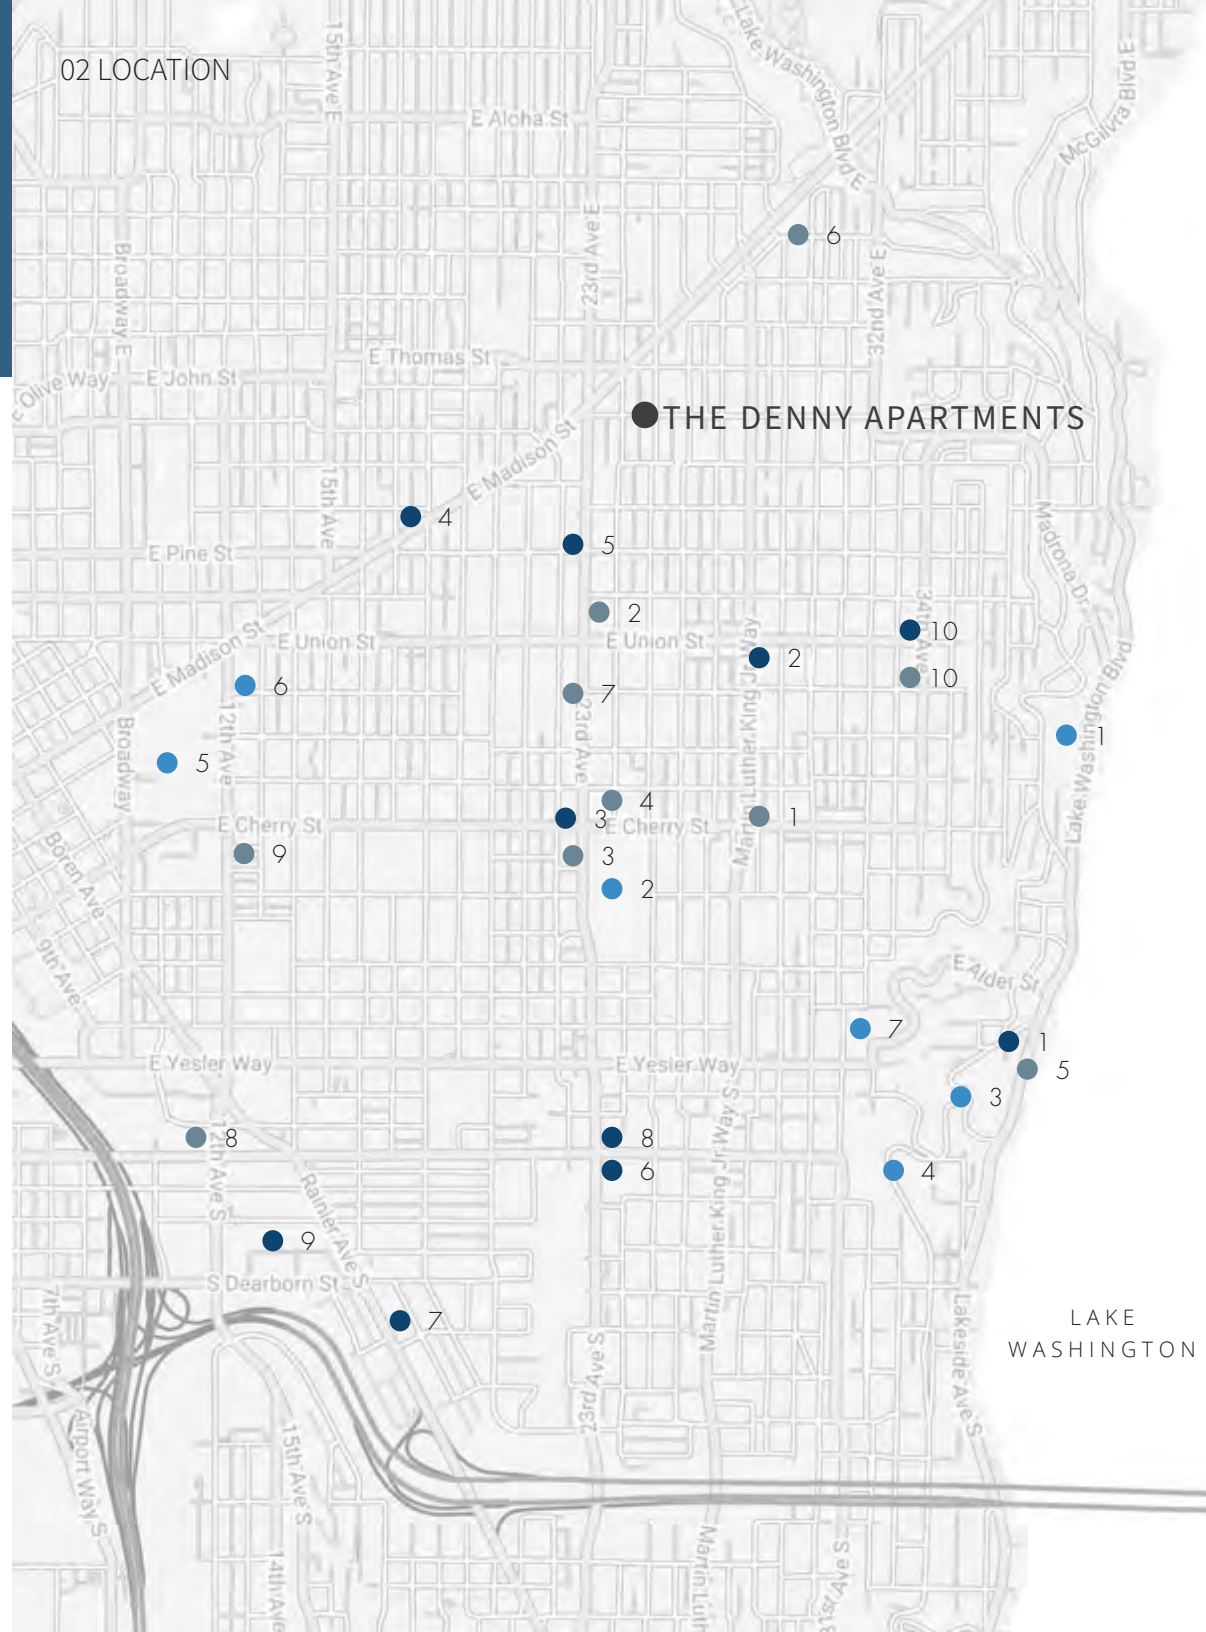 02 LOCATION
15th Ave E
Lake Washington Blvd E
McGilvra Blvd E
E Aloha St
23rd Ave E
6
32nd Ave E
Broadway E
E Thomas St
E John St
E Olive Way
THE DENNY APARTMENTS
E Madison St
15th Ave
4
5
E Pine St
Madrona Dr
34th Ave
2
10
E Union St
E Union St
2
10
E Madison St
6
7
Martin Luther King Jr Way
Lake Washington Blvd
1
12th Ave
23rd Ave
Broadway
5
4
3
1
E Cherry St
E Cherry St
Boren Ave
9
3
2
9th Ave
E Alder St
7
1
E Yesler Way
E Yesler Way
5
3
8
8
6
4
12th Ave S
Rainier Ave S
Martin Luther King Jr Way S
9
S Dearborn St
7
7th Ave S
23rd Ave S
Lakeside Ave S
LAKE
WASHINGTON
Airport Way S
15th Ave S
14th Ave
Martin Luth
31st Ave S